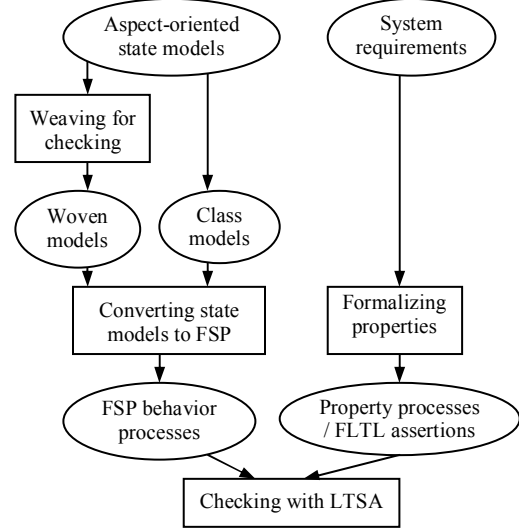 Aspect-oriented
state models
System
requirements
Weaving for
checking
Woven
models
Class
models
Converting state
models to FSP
Formalizing
properties
FSP behavior
processes
Property processes
/ FLTL assertions
Checking with LTSA